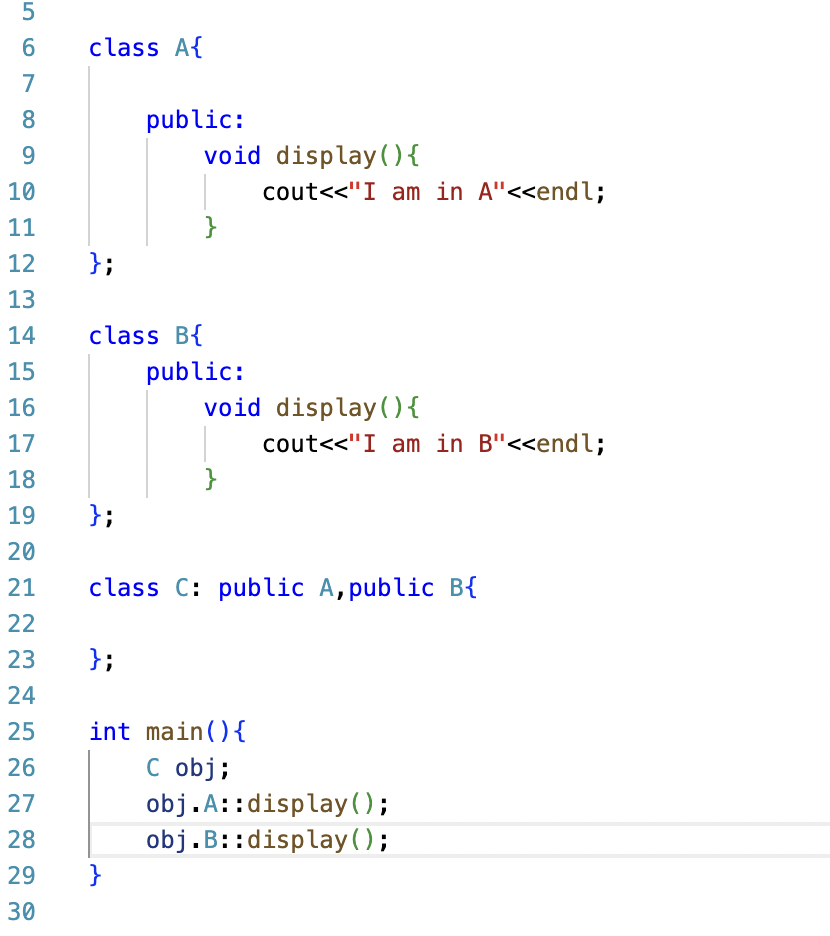 5
6 class A{
7
8 public:
9 void display(){
10 cout<<"I am in A"<<endl;
11 }
12 };
13
14 class B{
15 public:
16 void display(){
17 cout<<"I am in B"<<endl;
18 }
19 };
20
21 class C: public A,public B{
22
23 };
24
25 int main(){
26 C obj;
27 obj.A::display();
28 obj.B::display();
29 }
30